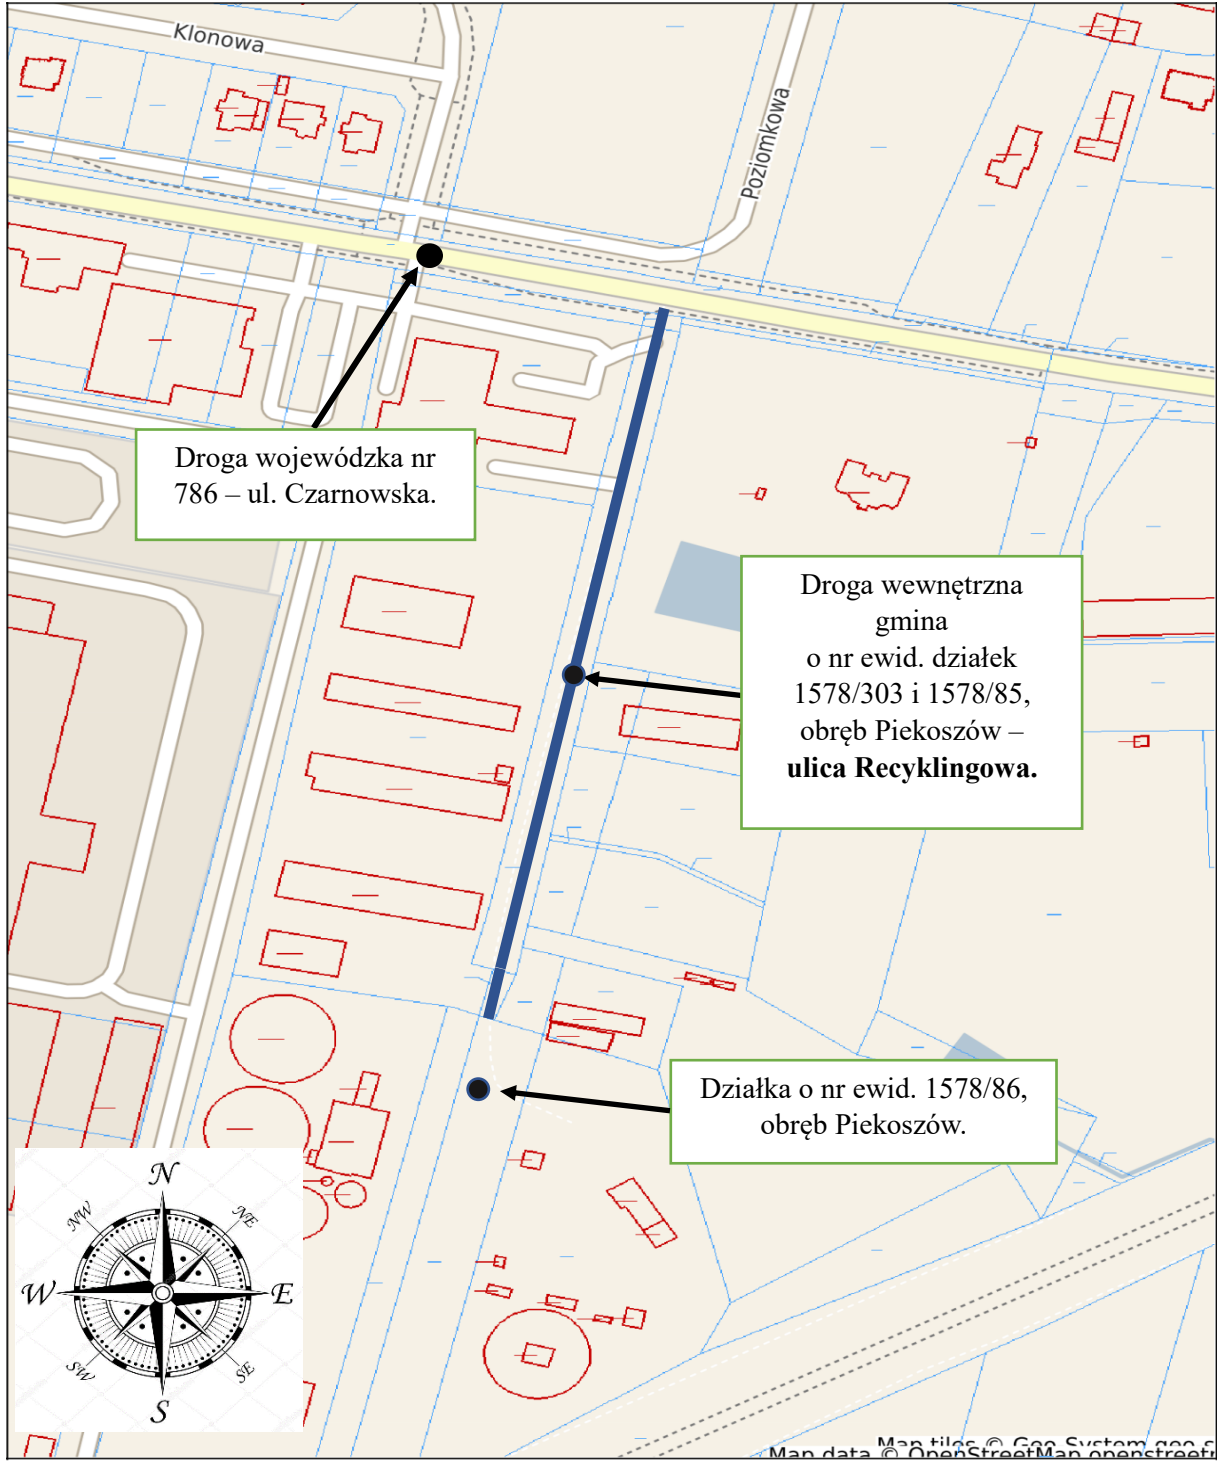 Klonowa
Poziomkowa
Droga wojewódzka nr
786 – ul. Czarnowska.
Droga wewnętrzna
gmina
o nr ewid. działek
1578/303 i 1578/85,
obręb Piekoszów –
ulica Recyklingowa.
Działka o nr ewid. 1578/86,
obręb Piekoszów.
N
NW
NE
W
E
SW
SE
S
Map tiles © Geo-System geo-s
Map data © OpenStreetMap openstreet